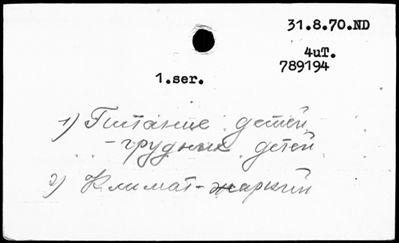 31.8.70.ND
4uT.
789194
1.ser.
1) Питание детей
- грудных детей
2) Климат - жаркий